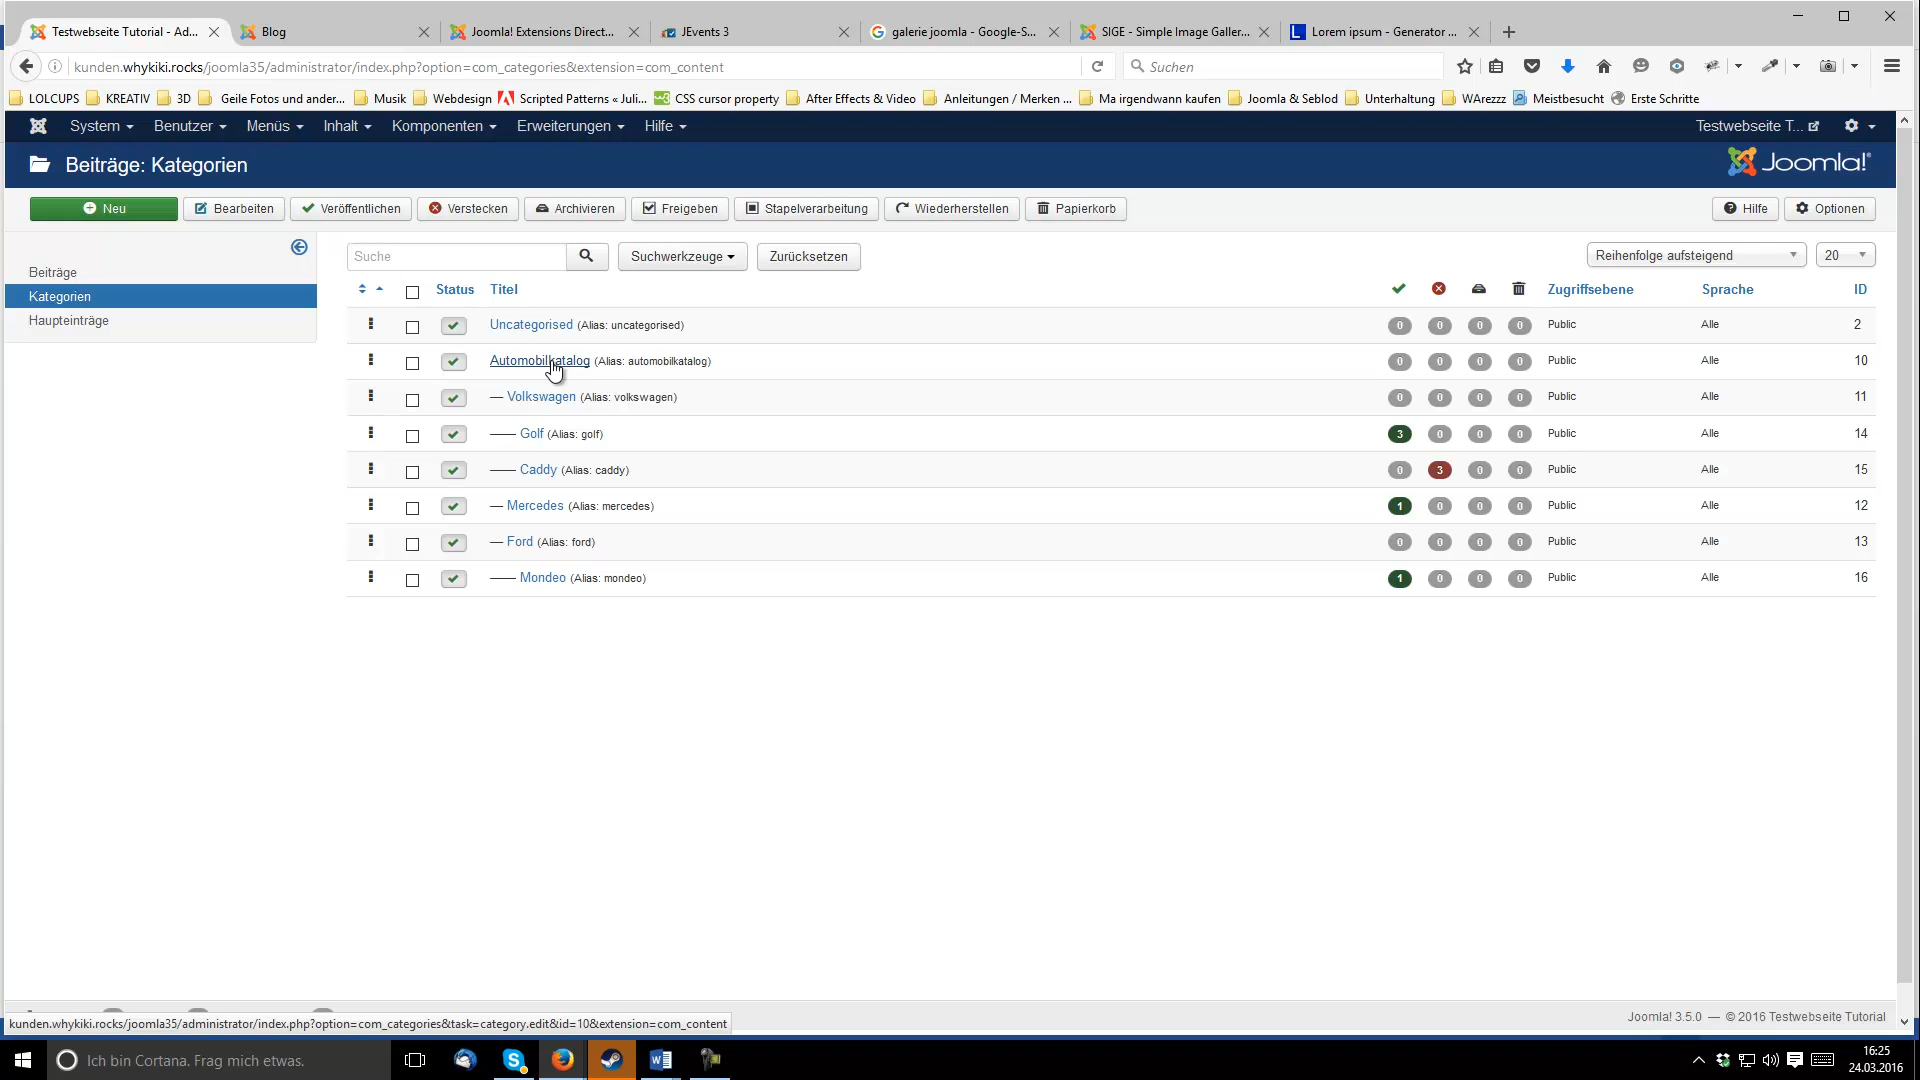 Testwebseite Tutorial - Ad...
Blog
Joomla! Extensions Direct...
JEvents 3
galerie joomla - Google-S...
SIGE - Simple Image Galler...
Lorem ipsum - Generator ...
kunden.whykiki.rocks/joomla35/administrator/index.php?option=com_categories&extension=com_content
Suchen
LOLCUPS
KREATIV
3D
Geile Fotos und ander...
Musik
Webdesign
Scripted Patterns « Juli...
CSS cursor property
After Effects & Video
Anleitungen / Merken ...
Ma irgendwann kaufen
Joomla & Seblod
Unterhaltung
WArezzz
Meistbesucht
Erste Schritte
System
Benutzer
Menüs
Inhalt
Komponenten
Erweiterungen
Hilfe
Testwebseite T...
Beiträge: Kategorien
Joomla!®
Neu
Bearbeiten
Veröffentlichen
Verstecken
Archivieren
Freigeben
Stapelverarbeitung
Wiederherstellen
Papierkorb
Hilfe
Optionen
Beiträge
Kategorien
Haupteinträge
Suche
Suchwerkzeuge
Zurücksetzen
Reihenfolge aufsteigend
20
Status Titel Zugriffsebene Sprache ID
Uncategorised (Alias: uncategorised) 0 0 0 0 Public Alle 2
Automobilkatalog (Alias: automobilkatalog) 0 0 0 0 Public Alle 10
— Volkswagen (Alias: volkswagen) 0 0 0 0 Public Alle 11
—— Golf (Alias: golf) 3 0 0 0 Public Alle 14
—— Caddy (Alias: caddy) 0 3 0 0 Public Alle 15
— Mercedes (Alias: mercedes) 1 0 0 0 Public Alle 12
— Ford (Alias: ford) 0 0 0 0 Public Alle 13
—— Mondeo (Alias: mondeo) 1 0 0 0 Public Alle 16
Joomla! 3.5.0 — © 2016 Testwebseite Tutorial
kunden.whykiki.rocks/joomla35/administrator/index.php?option=com_categories&task=category.edit&id=10&extension=com_content
Ich bin Cortana. Frag mich etwas.
16:25
24.03.2016